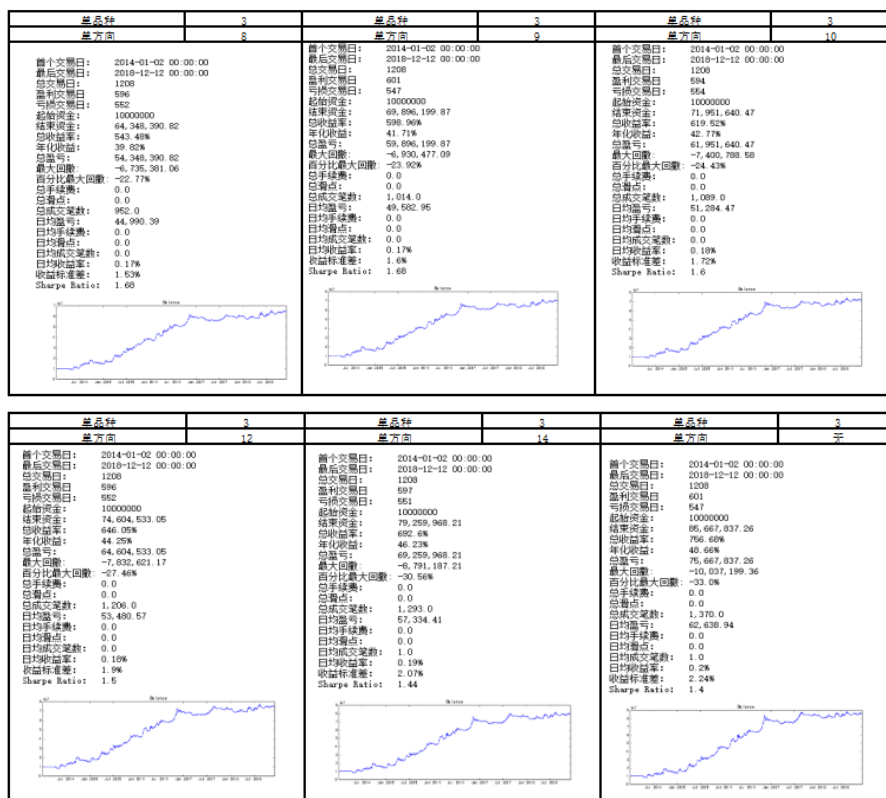 单品种 3
单方向 8
首个交易日: 2014-01-02 00:00:00
最后交易日: 2018-12-12 00:00:00
总交易日: 1208
盈利交易日 596
亏损交易日: 552
起始资金: 10000000
结束资金: 64,348,390.82
总收益率: 543.48%
年化收益: 39.82%
总盈亏: 54,348,390.82
最大回撤: -6,735,381.06
百分比最大回撤: -22.77%
总手续费: 0.0
总滑点: 0.0
总成交笔数: 952.0
日均盈亏: 44,990.39
日均手续费: 0.0
日均滑点: 0.0
日均成交笔数: 0.0
日均收益率: 0.17%
收益标准差: 1.53%
Sharpe Ratio: 1.68
Balance
单品种 3
单方向 9
首个交易日: 2014-01-02 00:00:00
最后交易日: 2018-12-12 00:00:00
总交易日: 1208
盈利交易日 601
亏损交易日: 547
起始资金: 10000000
结束资金: 69,896,199.87
总收益率: 598.96%
年化收益: 41.71%
总盈亏: 59,896,199.87
最大回撤: -6,930,477.09
百分比最大回撤: -23.92%
总手续费: 0.0
总滑点: 0.0
总成交笔数: 1,014.0
日均盈亏: 49,582.95
日均手续费: 0.0
日均滑点: 0.0
日均成交笔数: 0.0
日均收益率: 0.17%
收益标准差: 1.6%
Sharpe Ratio: 1.68
Balance
单品种 3
单方向 10
首个交易日: 2014-01-02 00:00:00
最后交易日: 2018-12-12 00:00:00
总交易日: 1208
盈利交易日 594
亏损交易日: 554
起始资金: 10000000
结束资金: 71,951,640.47
总收益率: 619.52%
年化收益: 42.77%
总盈亏: 61,951,640.47
最大回撤: -7,400,788.58
百分比最大回撤: -24.43%
总手续费: 0.0
总滑点: 0.0
总成交笔数: 1,089.0
日均盈亏: 51,284.47
日均手续费: 0.0
日均滑点: 0.0
日均成交笔数: 0.0
日均收益率: 0.18%
收益标准差: 1.72%
Sharpe Ratio: 1.6
Balance
单品种 3
单方向 12
首个交易日: 2014-01-02 00:00:00
最后交易日: 2018-12-12 00:00:00
总交易日: 1208
盈利交易日 596
亏损交易日: 552
起始资金: 10000000
结束资金: 74,604,533.05
总收益率: 646.05%
年化收益: 44.25%
总盈亏: 64,604,533.05
最大回撤: -7,832,621.17
百分比最大回撤: -27.46%
总手续费: 0.0
总滑点: 0.0
总成交笔数: 1,206.0
日均盈亏: 53,480.57
日均手续费: 0.0
日均滑点: 0.0
日均成交笔数: 0.0
日均收益率: 0.18%
收益标准差: 1.9%
Sharpe Ratio: 1.5
Balance
单品种 3
单方向 14
首个交易日: 2014-01-02 00:00:00
最后交易日: 2018-12-12 00:00:00
总交易日: 1208
盈利交易日 597
亏损交易日: 551
起始资金: 10000000
结束资金: 79,259,968.21
总收益率: 692.6%
年化收益: 46.23%
总盈亏: 69,259,968.21
最大回撤: -8,791,187.21
百分比最大回撤: -30.56%
总手续费: 0.0
总滑点: 0.0
总成交笔数: 1,293.0
日均盈亏: 57,334.41
日均手续费: 0.0
日均滑点: 0.0
日均成交笔数: 1.0
日均收益率: 0.19%
收益标准差: 2.07%
Sharpe Ratio: 1.44
Balance
单品种 3
单方向 无
首个交易日: 2014-01-02 00:00:00
最后交易日: 2018-12-12 00:00:00
总交易日: 1208
盈利交易日 601
亏损交易日: 547
起始资金: 10000000
结束资金: 85,667,837.26
总收益率: 756.68%
年化收益: 48.66%
总盈亏: 75,667,837.26
最大回撤: -10,037,199.36
百分比最大回撤: -33.0%
总手续费: 0.0
总滑点: 0.0
总成交笔数: 1,370.0
日均盈亏: 62,638.94
日均手续费: 0.0
日均滑点: 0.0
日均成交笔数: 1.0
日均收益率: 0.2%
收益标准差: 2.24%
Sharpe Ratio: 1.4
Balance